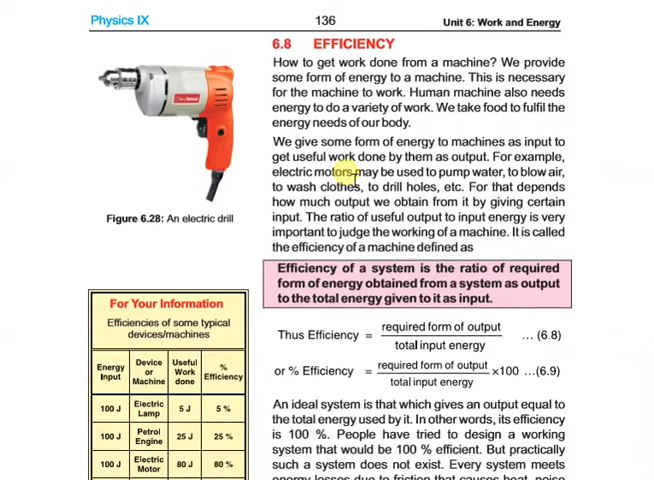 Physics IX
136
Unit 6: Work and Energy
6.8 EFFICIENCY
How to get work done from a machine? We provide
some form of energy to a machine. This is necessary
for the machine to work. Human machine also needs
energy to do a variety of work. We take food to fulfil the
energy needs of our body.
We give some form of energy to machines as input to
get useful work done by them as output. For example,
electric motors may be used to pump water, to blow air,
to wash clothes, to drill holes, etc. For that depends
how much output we obtain from it by giving certain
input. The ratio of useful output to input energy is very
important to judge the working of a machine. It is called
the efficiency of a machine defined as
Efficiency of a system is the ratio of required
form of energy obtained from a system as output
to the total energy given to it as input.
Thus Efficiency = required form of output / total input energy ... (6.8)
or % Efficiency = required form of output / total input energy ×100 ...(6.9)
An ideal system is that which gives an output equal to
the total energy used by it. In other words, its efficiency
is 100 %. People have tried to design a working
system that would be 100 % efficient. But practically
such a system does not exist. Every system meets
energy losses due to friction that causes heat, noise
Figure 6.28: An electric drill
For Your Information
Efficiencies of some typical
devices/machines
Energy Input | Device or Machine | Useful Work done | % Efficiency
100 J | Electric Lamp | 5 J | 5 %
100 J | Petrol Engine | 25 J | 25 %
100 J | Electric Motor | 80 J | 80 %